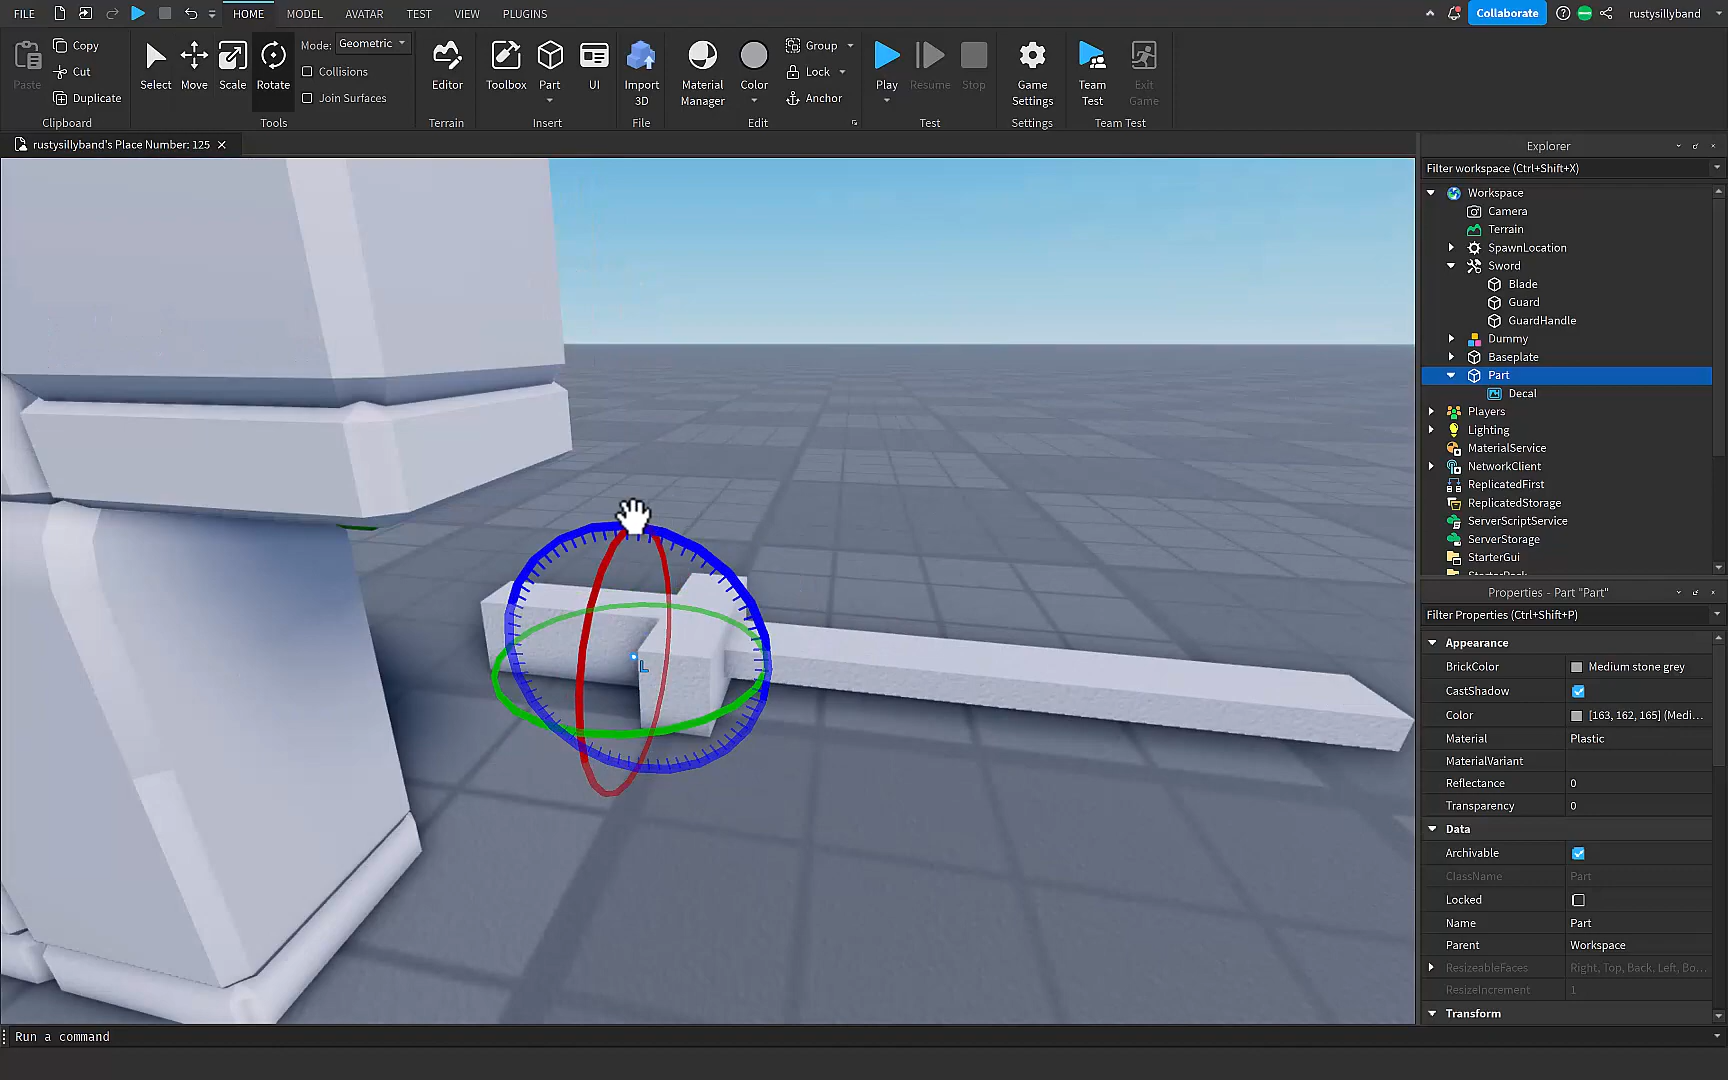 FILE HOME MODEL AVATAR TEST VIEW PLUGINS Collaborate rustysillyband
Paste Copy Cut Duplicate Clipboard
Select Move Scale Rotate Mode: Geometric Collisions Join Surfaces Tools
Editor Terrain
Toolbox Part UI Insert
Import 3D File
Material Manager Color Group Lock Anchor Edit
Play Resume Stop Test
Game Settings Settings
Team Test Exit Game Team Test
rustysillyband's Place Number: 125
Explorer
Filter workspace (Ctrl+Shift+X)
Workspace
Camera
Terrain
SpawnLocation
Sword
Blade
Guard
GuardHandle
Dummy
Baseplate
Part
Decal
Players
Lighting
MaterialService
NetworkClient
ReplicatedFirst
ReplicatedStorage
ServerScriptService
ServerStorage
StarterGui
L
Properties - Part "Part"
Filter Properties (Ctrl+Shift+P)
Appearance
BrickColor Medium stone grey
CastShadow
Color [163, 162, 165] (Medi...
Material Plastic
MaterialVariant
Reflectance 0
Transparency 0
Data
Archivable
ClassName Part
Locked
Name Part
Parent Workspace
ResizeableFaces Right, Top, Back, Left, Bo...
ResizeIncrement 1
Transform
Run a command